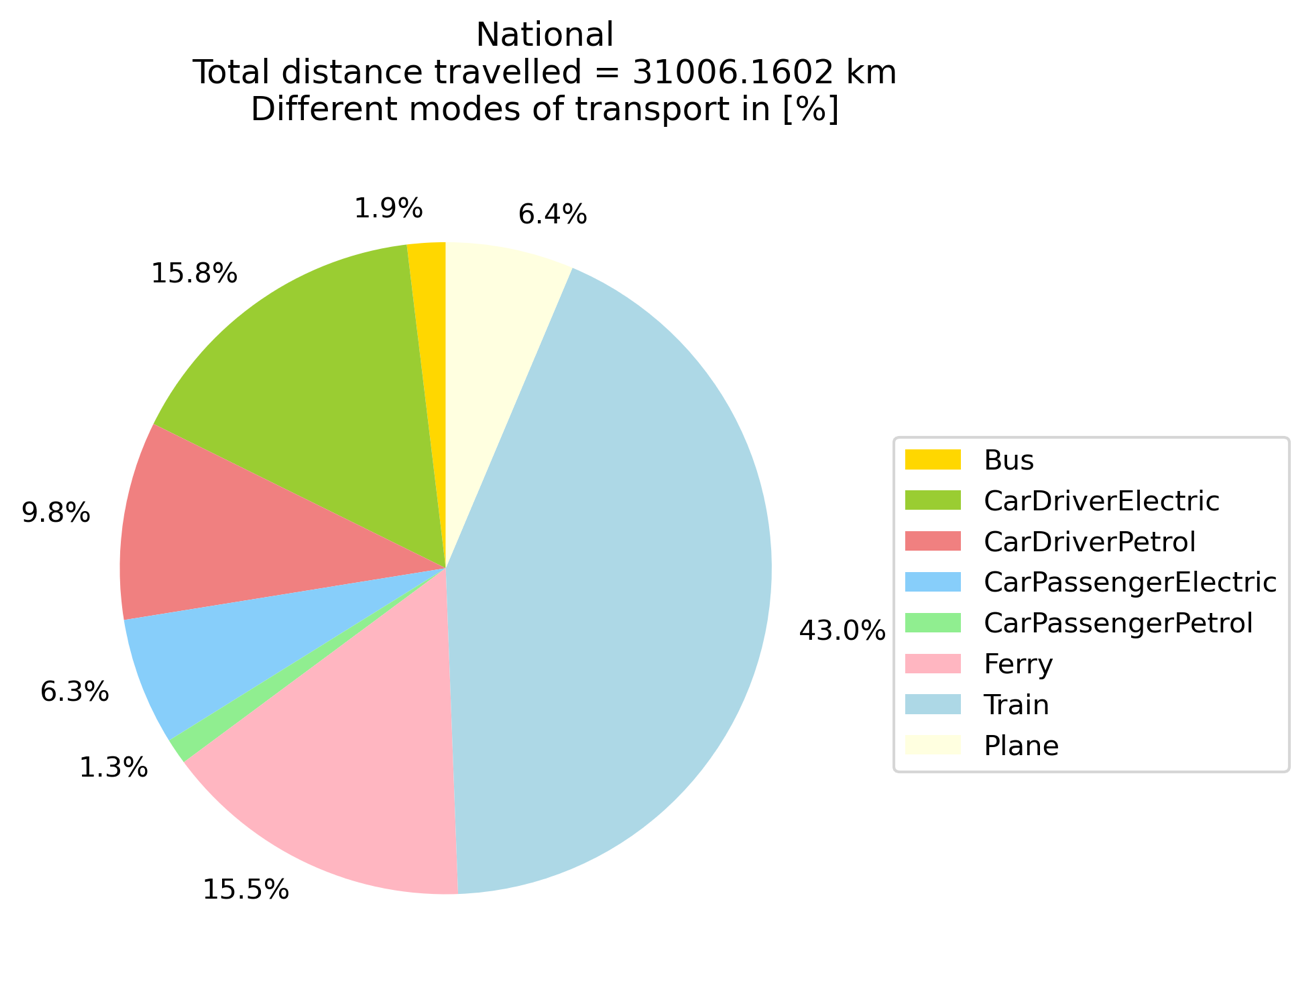 National
Total distance travelled = 31006.1602 km
Different modes of transport in [%]
1.9%
6.4%
15.8%
9.8%
6.3%
1.3%
15.5%
43.0%
Bus
CarDriverElectric
CarDriverPetrol
CarPassengerElectric
CarPassengerPetrol
Ferry
Train
Plane